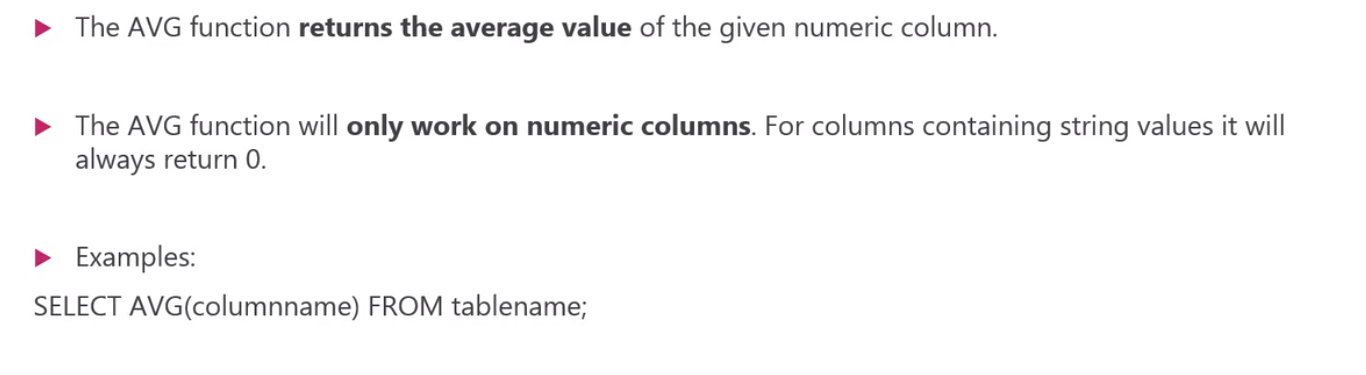 The AVG function returns the average value of the given numeric column.
The AVG function will only work on numeric columns. For columns containing string values it will
always return 0.
Examples:
SELECT AVG(columnname) FROM tablename;